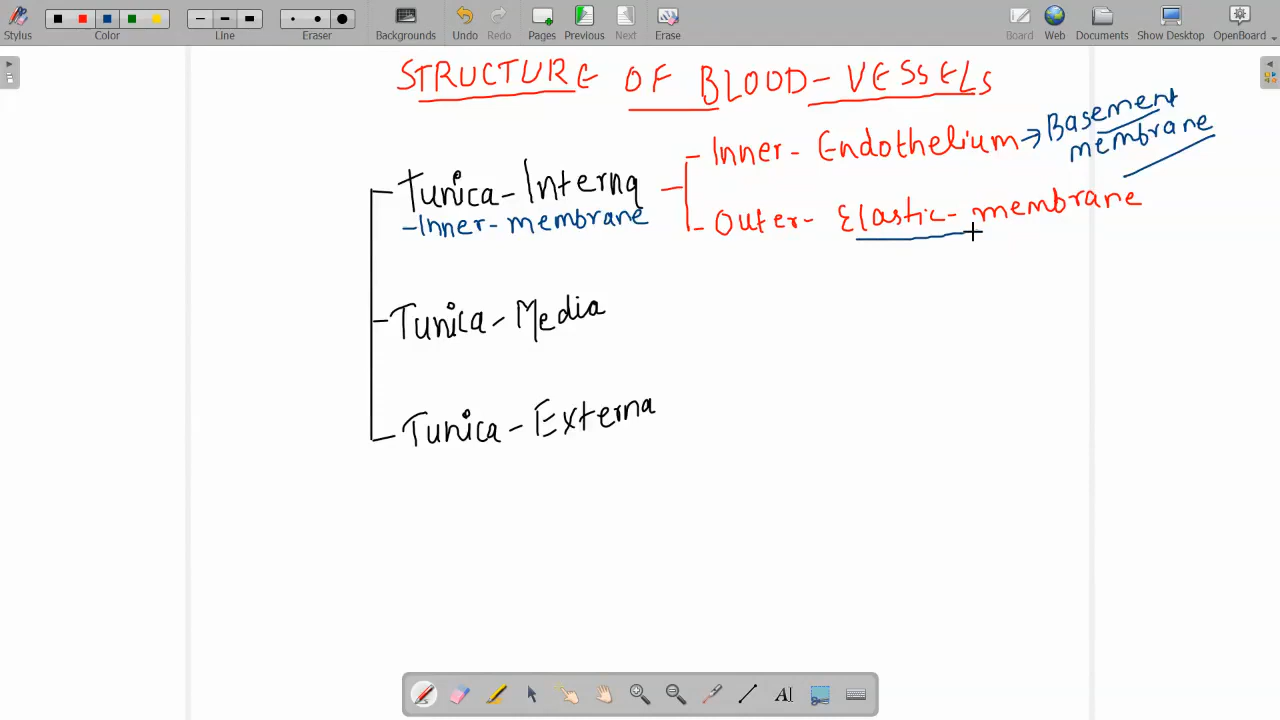 Stylus
Color
Line
Eraser
Backgrounds
Undo
Redo
Pages
Previous
Next
Erase
Board
Web
Documents
Show Desktop
OpenBoard
STRUCTURE OF BLOOD-VESSELS
Tunica-Interna
-Inner-membrane
Inner- Endothelium → Basement
membrane
Outer- Elastic-membrane
Tunica-Media
Tunica-Externa